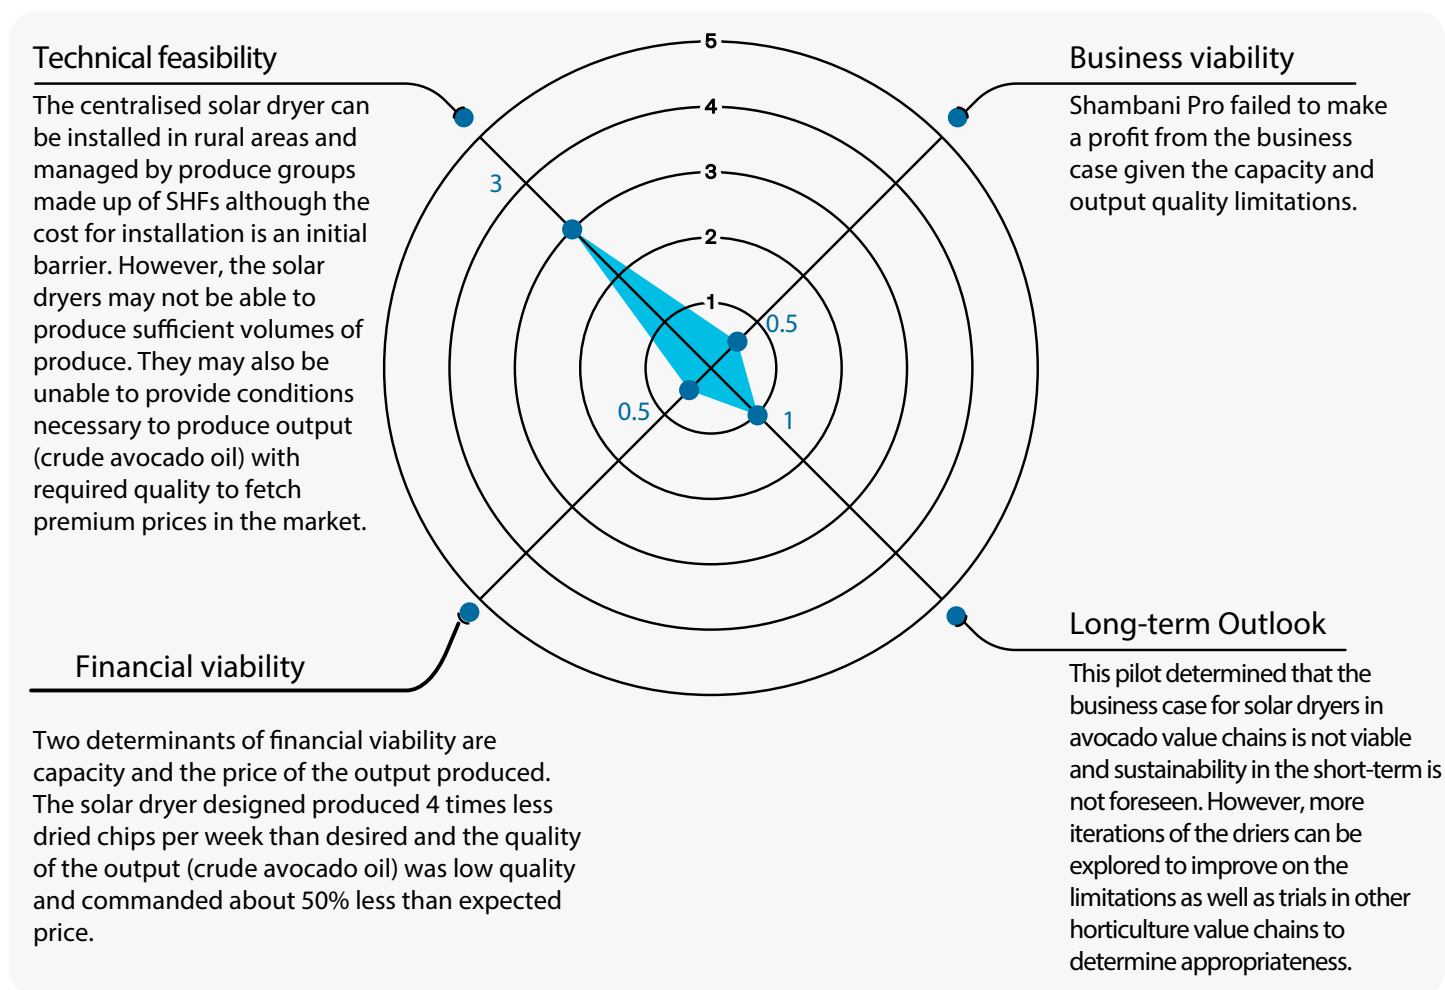 Technical feasibility
The centralised solar dryer can
be installed in rural areas and
managed by produce groups
made up of SHFs although the
cost for installation is an initial
barrier. However, the solar
dryers may not be able to
produce sufficient volumes of
produce. They may also be
unable to provide conditions
necessary to produce output
(crude avocado oil) with
required quality to fetch
premium prices in the market.
5
4
3
2
1
3
0.5
0.5
1
Business viability
Shambani Pro failed to make
a profit from the business
case given the capacity and
output quality limitations.
Financial viability
Two determinants of financial viability are
capacity and the price of the output produced.
The solar dryer designed produced 4 times less
dried chips per week than desired and the quality
of the output (crude avocado oil) was low quality
and commanded about 50% less than expected
price.
Long-term Outlook
This pilot determined that the
business case for solar dryers in
avocado value chains is not viable
and sustainability in the short-term is
not foreseen. However, more
iterations of the driers can be
explored to improve on the
limitations as well as trials in other
horticulture value chains to
determine appropriateness.